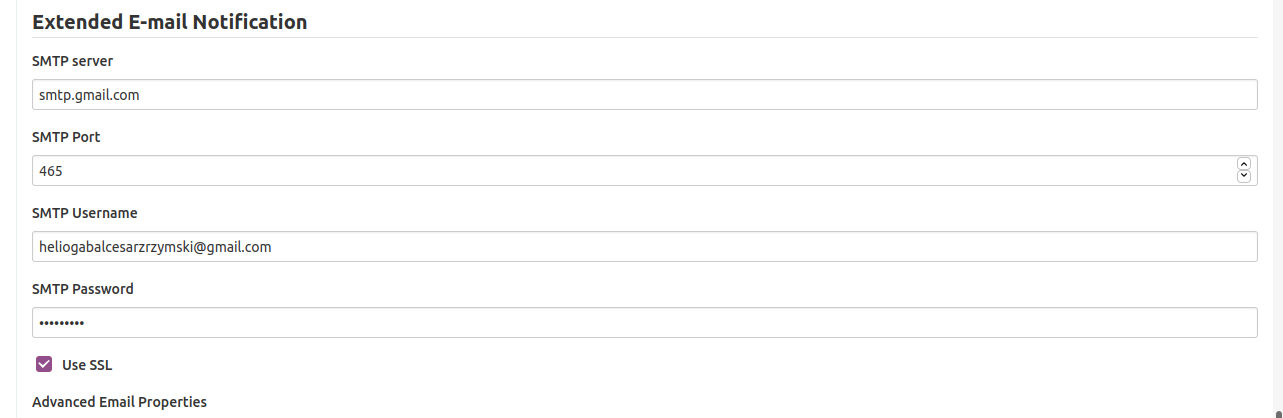 Extended E-mail Notification
SMTP server
smtp.gmail.com
SMTP Port
465
SMTP Username
heliogabalcesarzrzymski@gmail.com
SMTP Password
•••••••••
Use SSL
Advanced Email Properties